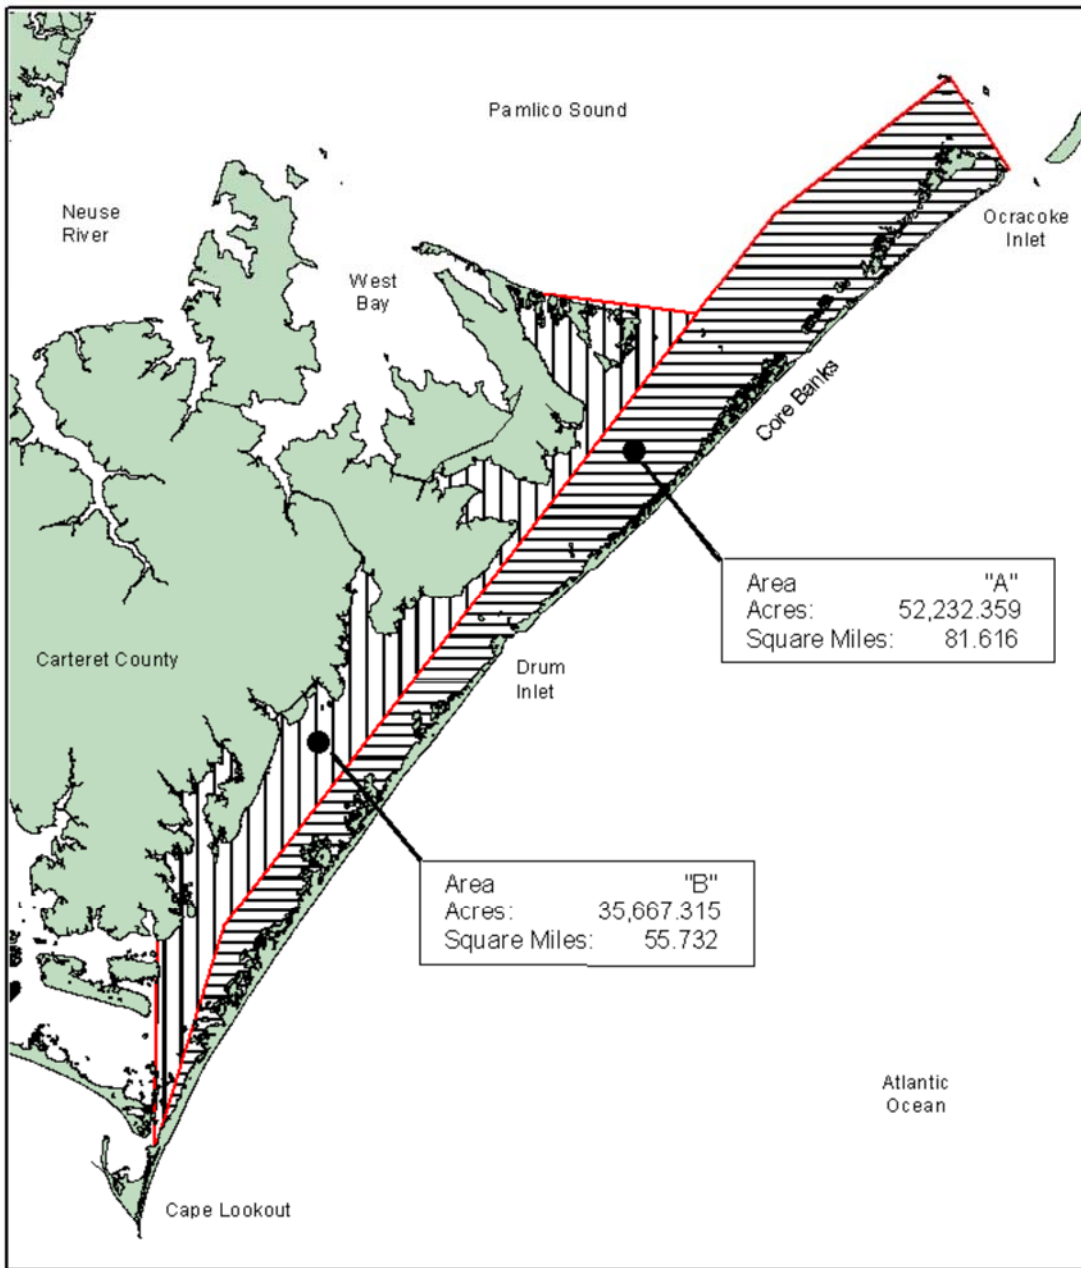 Pamlico Sound
Neuse
River
Ocracoke
Inlet
West
Bay
Core Banks
Area "A"
Acres: 52,232.359
Square Miles: 81.616
Carteret County
Drum
Inlet
Area "B"
Acres: 35,667.315
Square Miles: 55.732
Atlantic
Ocean
Cape Lookout